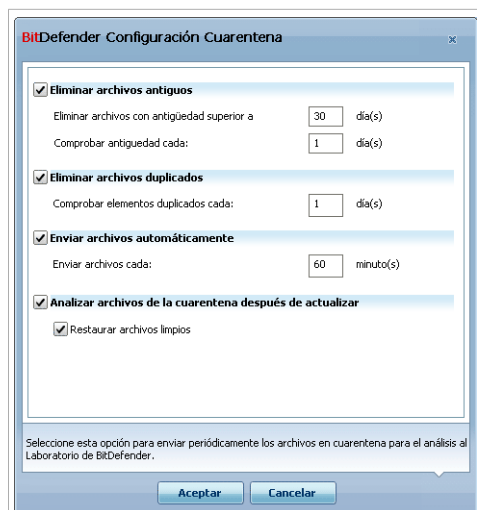 BitDefender Configuración Cuarentena
Eliminar archivos antiguos
Eliminar archivos con antigüedad superior a 30 día(s)
Comprobar antiguedad cada: 1 día(s)
Eliminar archivos duplicados
Comprobar elementos duplicados cada: 1 día(s)
Enviar archivos automáticamente
Enviar archivos cada: 60 minuto(s)
Analizar archivos de la cuarentena después de actualizar
Restaurar archivos limpios
Seleccione esta opción para enviar periódicamente los archivos en cuarentena para el análisis al
Laboratorio de BitDefender.
Aceptar Cancelar